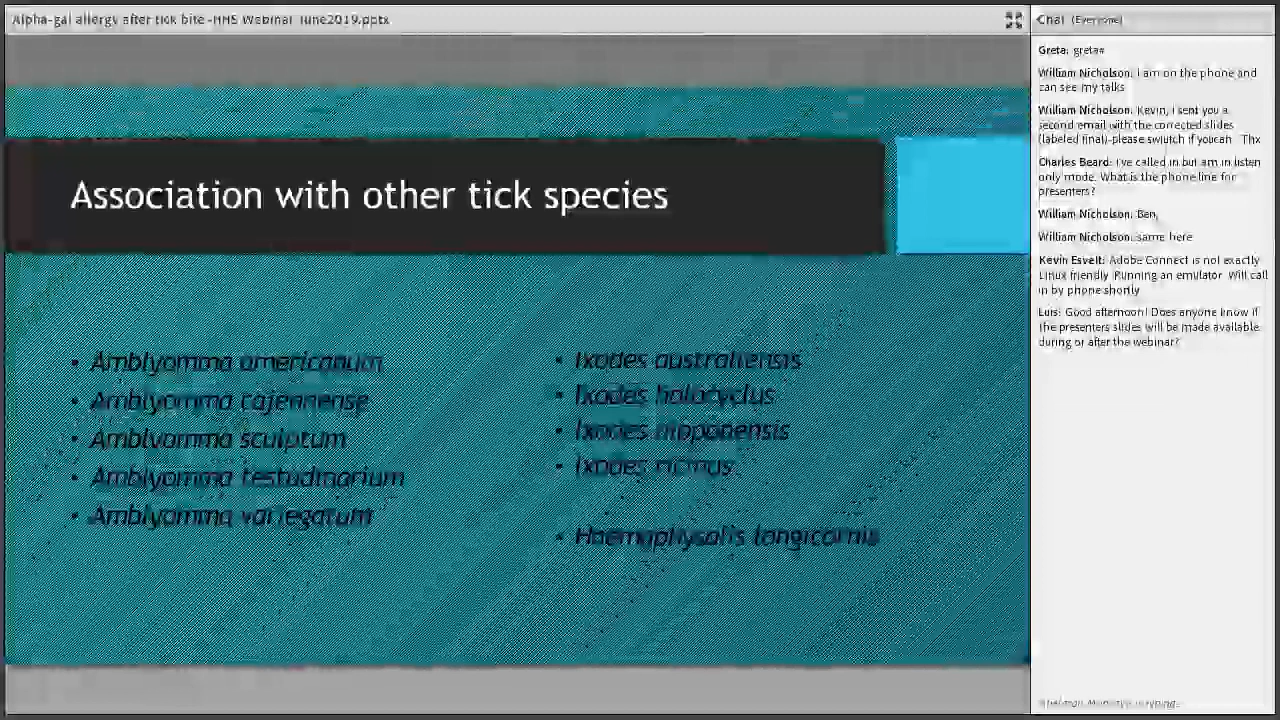 Alpha-gal allergy after tick bite -HHS Webinar June2019.pptx
Association with other tick species
• Amblyomma americanum
• Amblyomma cajennense
• Amblyomma sculptum
• Amblyomma testudinarium
• Amblyomma variegatum
• Ixodes australiensis
• Ixodes holocyclus
• Ixodes nipponensis
• Ixodes ricinus
• Haemaphysalis longicornis
Chat (Everyone)
Greta: greta#
William Nicholson: I am on the phone and
can see my talks
William Nicholson: Kevin, I sent you a
second email with the corrected slides
(labeled final)-please swiutch if youcan Thx
Charles Beard: I've called in but am in listen
only mode. What is the phone line for
presenters?
William Nicholson: Ben,
William Nicholson: same here
Kevin Esvelt: Adobe Connect is not exactly
Linux friendly Running an emulator Will call
in by phone shortly
Luis: Good afternoon! Does anyone know if
the presenters slides will be made available
during or after the webinar?